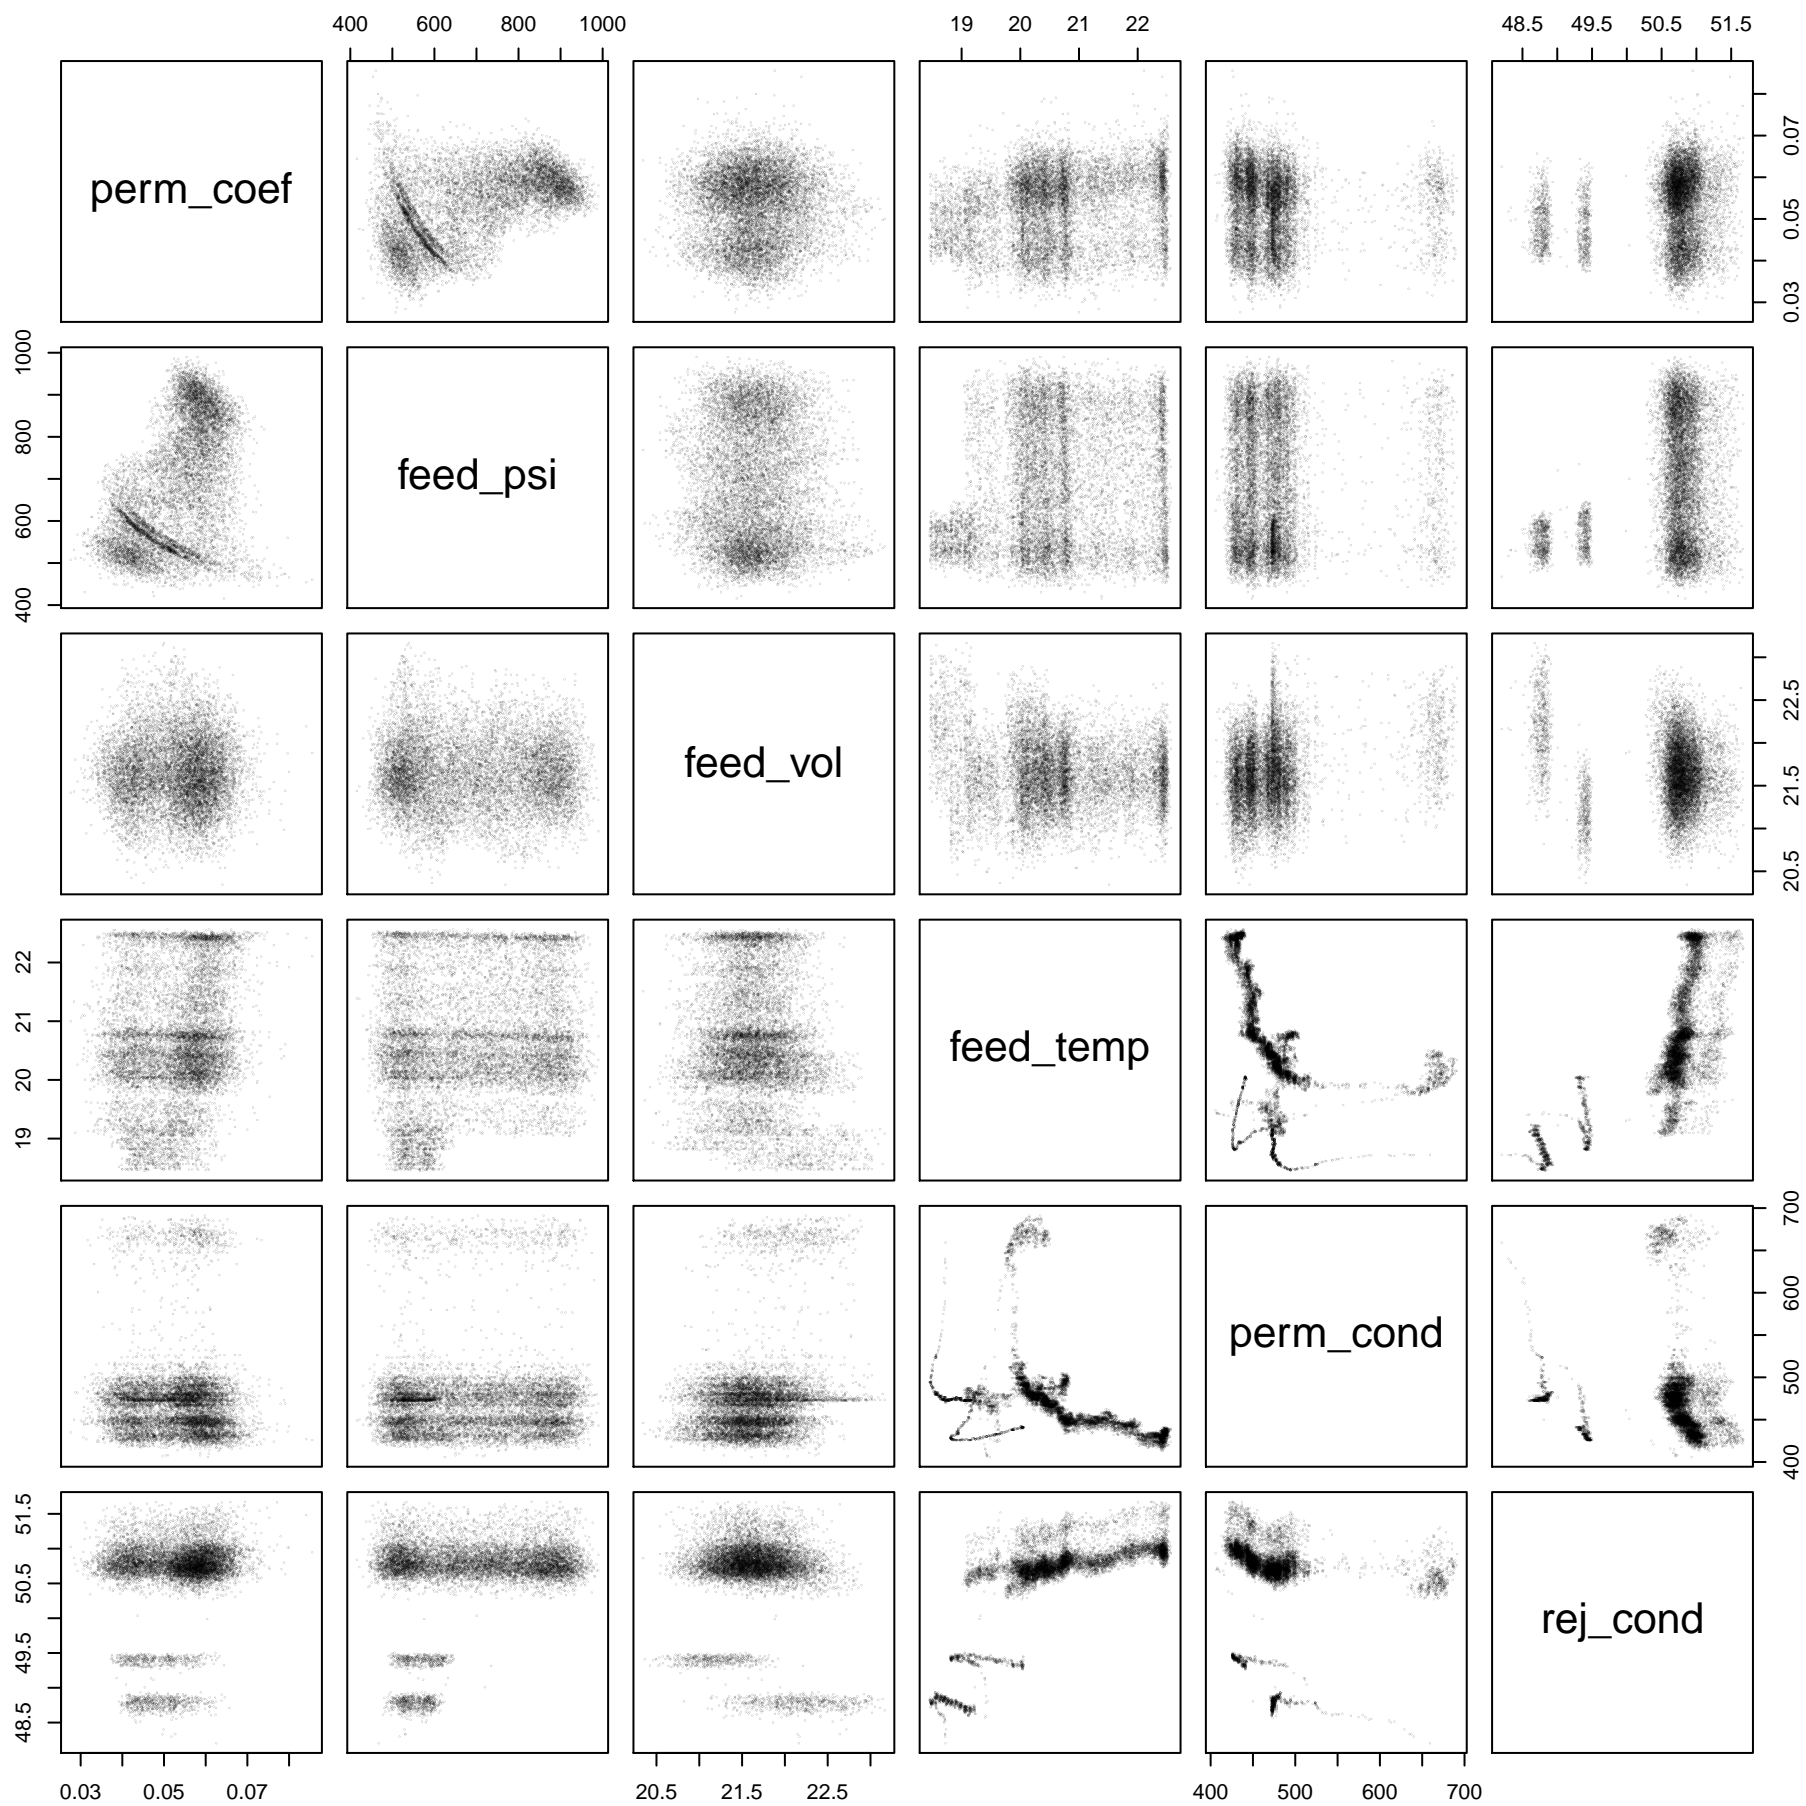 400 600 800 1000 19 20 21 22 48.5 49.5 50.5 51.5
perm_coef
0.03 0.05 0.07
400 600 800 1000
feed_psi
feed_vol
20.5 21.5 22.5
19 20 21 22
feed_temp
perm_cond
400 500 600 700
48.5 49.5 50.5 51.5
rej_cond
0.03 0.05 0.07 20.5 21.5 22.5 400 500 600 700